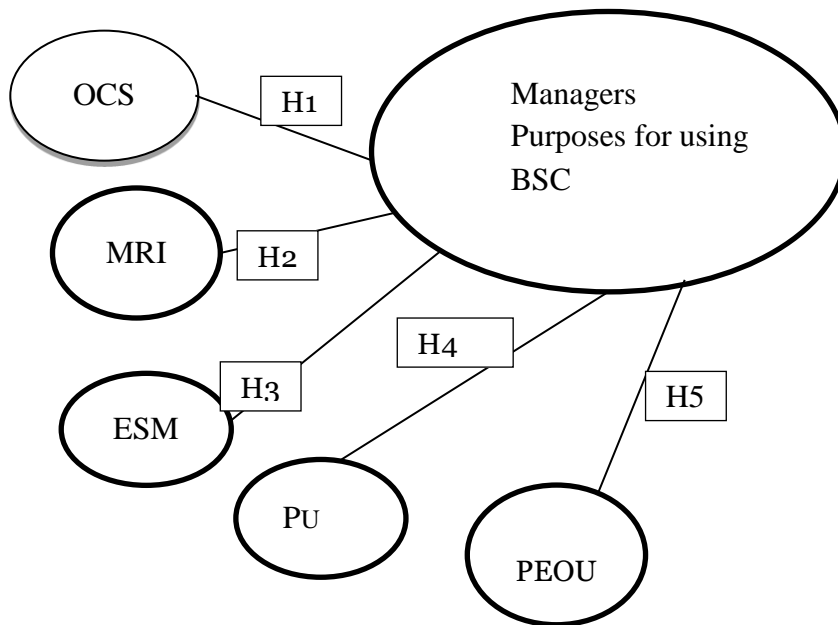 OCS
H1
Managers
Purposes for using
BSC
MRI
H2
H3
ESM
H4
PU
H5
PEOU